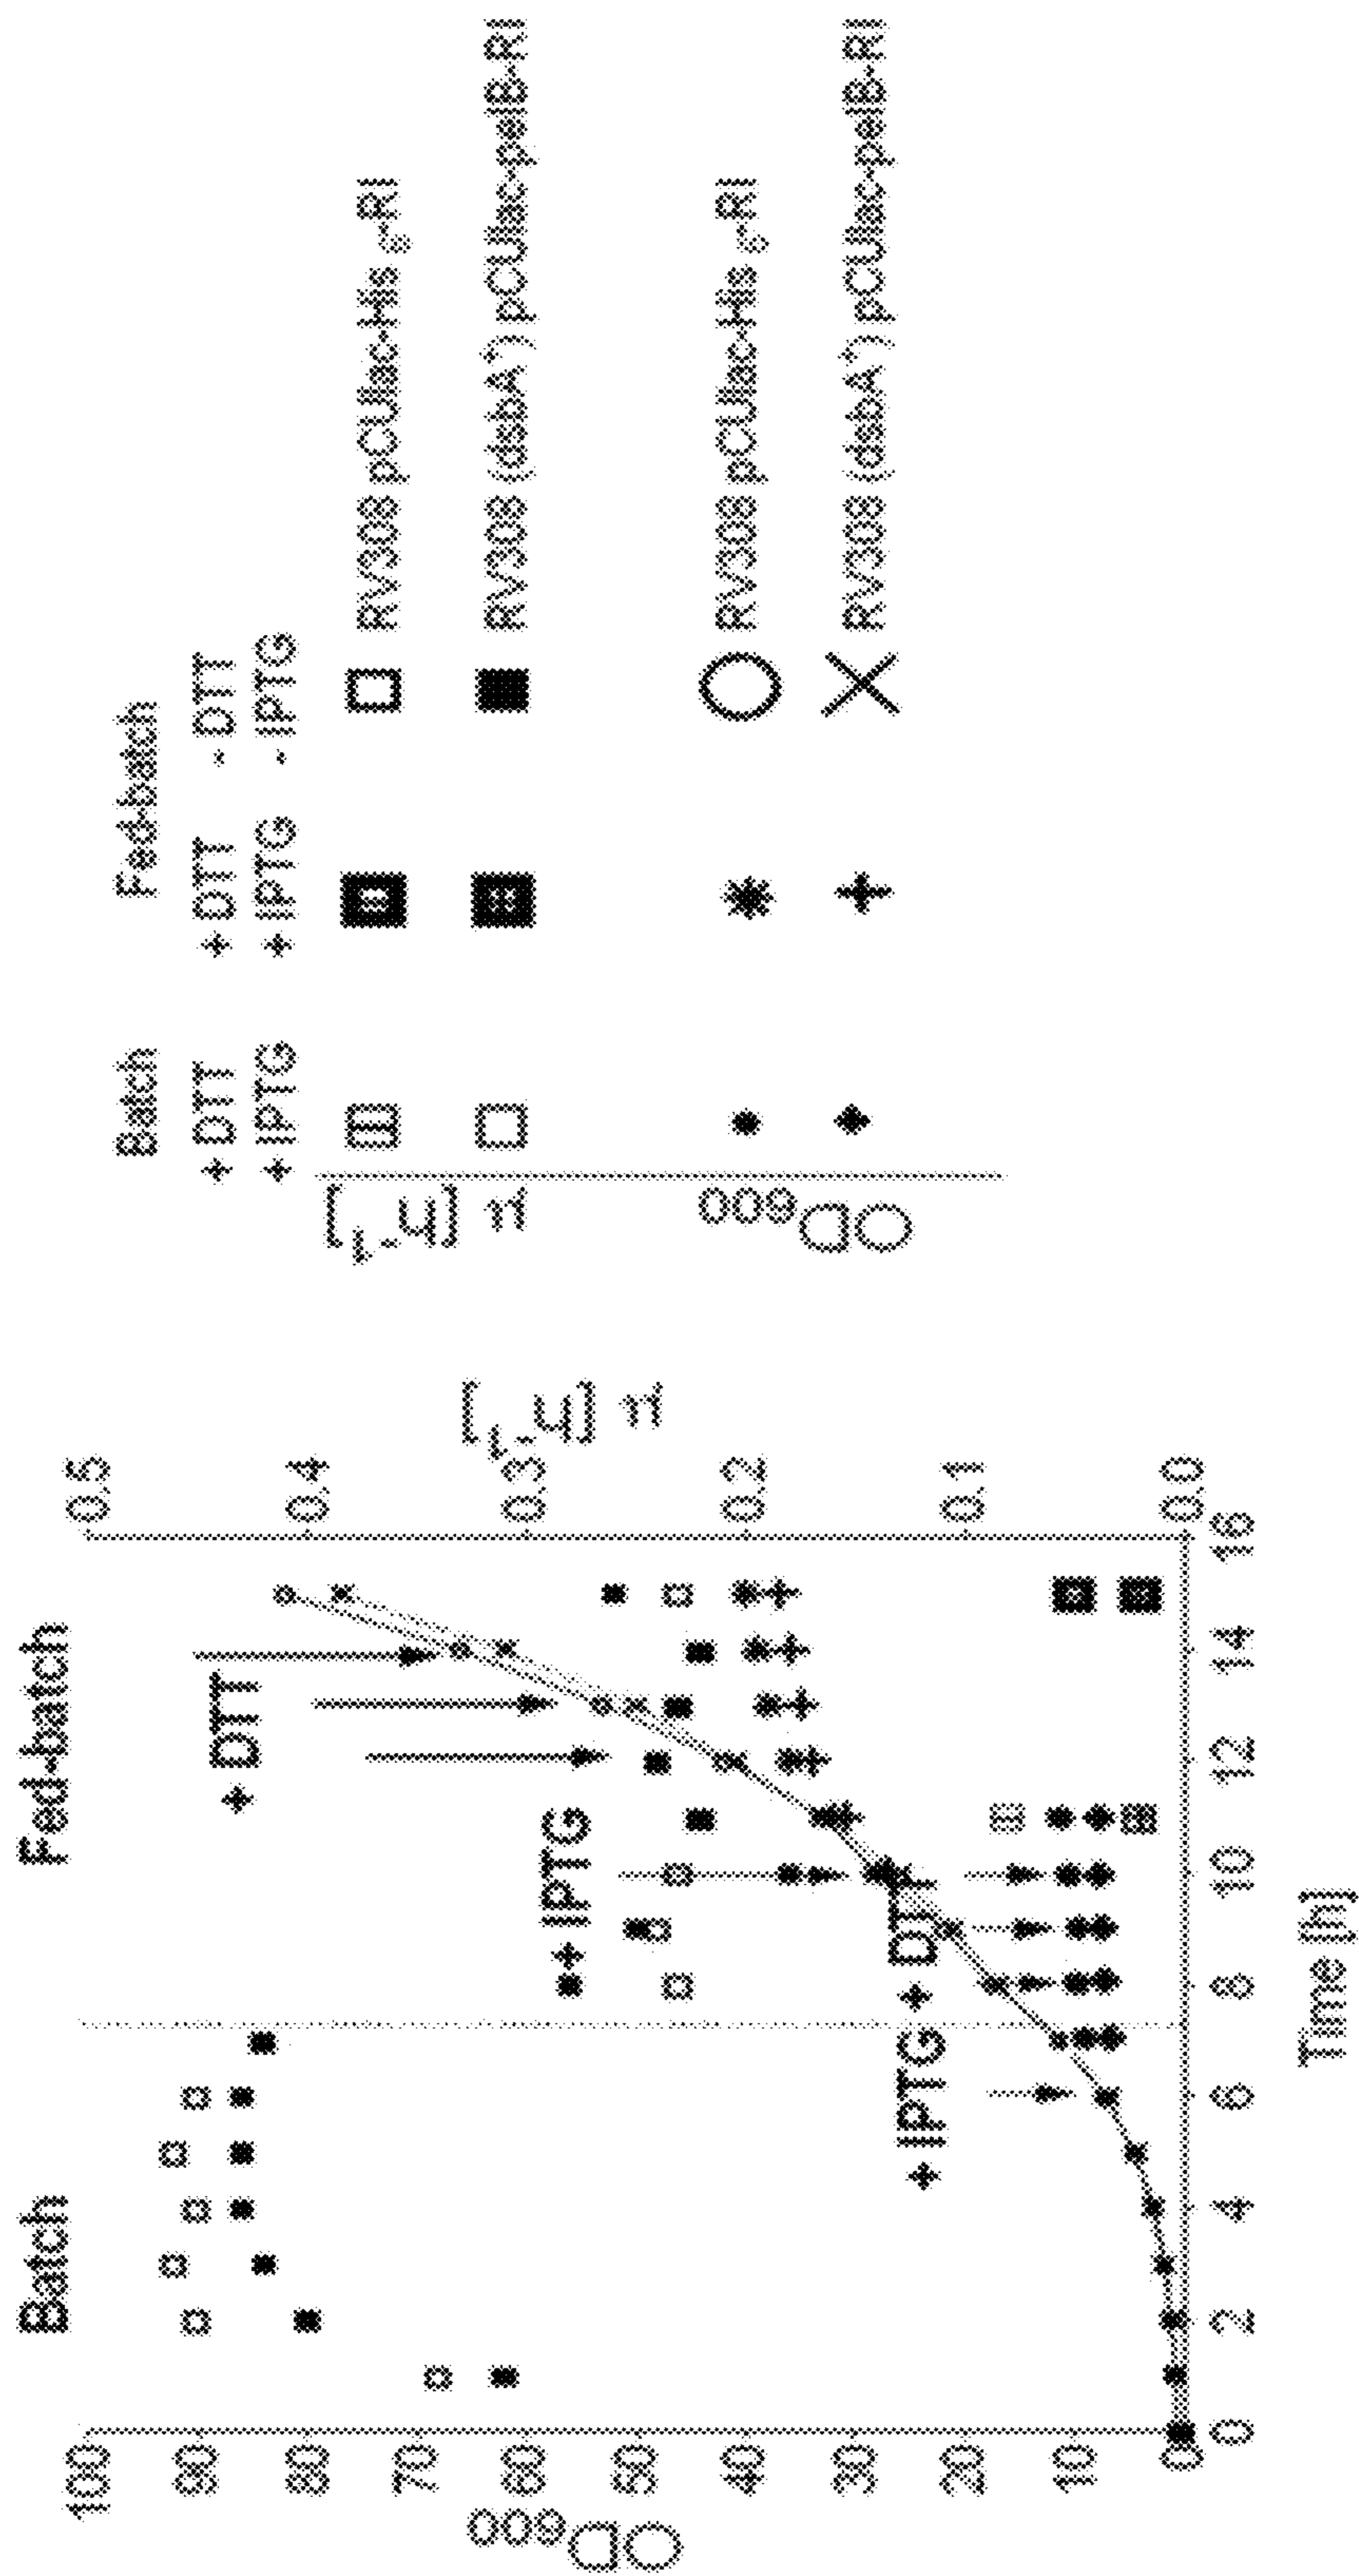 Batch
Fed-batch
OD600
100
90
80
70
60
50
40
30
20
10
0
+ IPTG
+ DTT
+ IPTG + DTT
0.5
0.4
0.3
0.2
0.1
0.0
µ [h-1]
0 2 4 6 8 10 12 14 16
Time [h]
Batch Fed-batch
+ DTT + DTT - DTT
+ IPTG + IPTG - IPTG
µ [h-1]
RV308 pCUlac-His6-RI
RV308 (dsbA-) pCUlac-pelB-RI
OD600
RV308 pCUlac-His6-RI
RV308 (dsbA-) pCUlac-pelB-RI